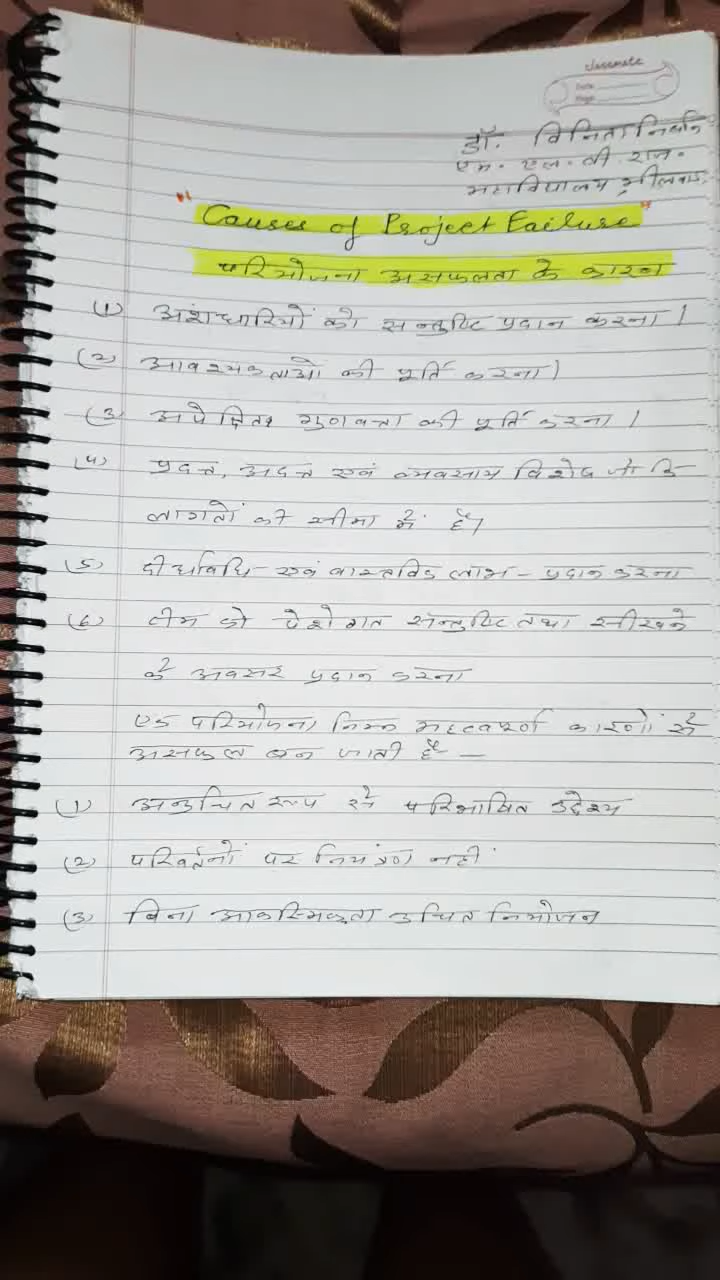 classmate
Date
Page
डॉ. विनिता
एम. एल. वी. राज.
महाविद्यालय, भीलवाड़ा
"Causes of Project Failure"
परियोजना असफलता के कारण
(1) अंशधारियों को सन्तुष्टि प्रदान करना।
(2) आवश्यकताओं की पूर्ति करना।
(3) अपेक्षित गुणवत्ता की पूर्ति करना।
(4) प्रदत्त, अदत्त एवं व्यवसाय विशेष जो कि
लागतों की सीमा में है।
(5) दीर्घावधि एवं वास्तविक लाभ - प्रदान करना
(6) टीम को पेशेगत सन्तुष्टि तथा सीखने
के अवसर प्रदान करना
एक परियोजना निम्न महत्वपूर्ण कारणों से
असफल बन जाती है —
(1) अनुचित रूप से परिभाषित उद्देश्य
(2) परिवर्तनों पर नियंत्रण नहीं
(3) बिना आकस्मिकता उचित नियोजन